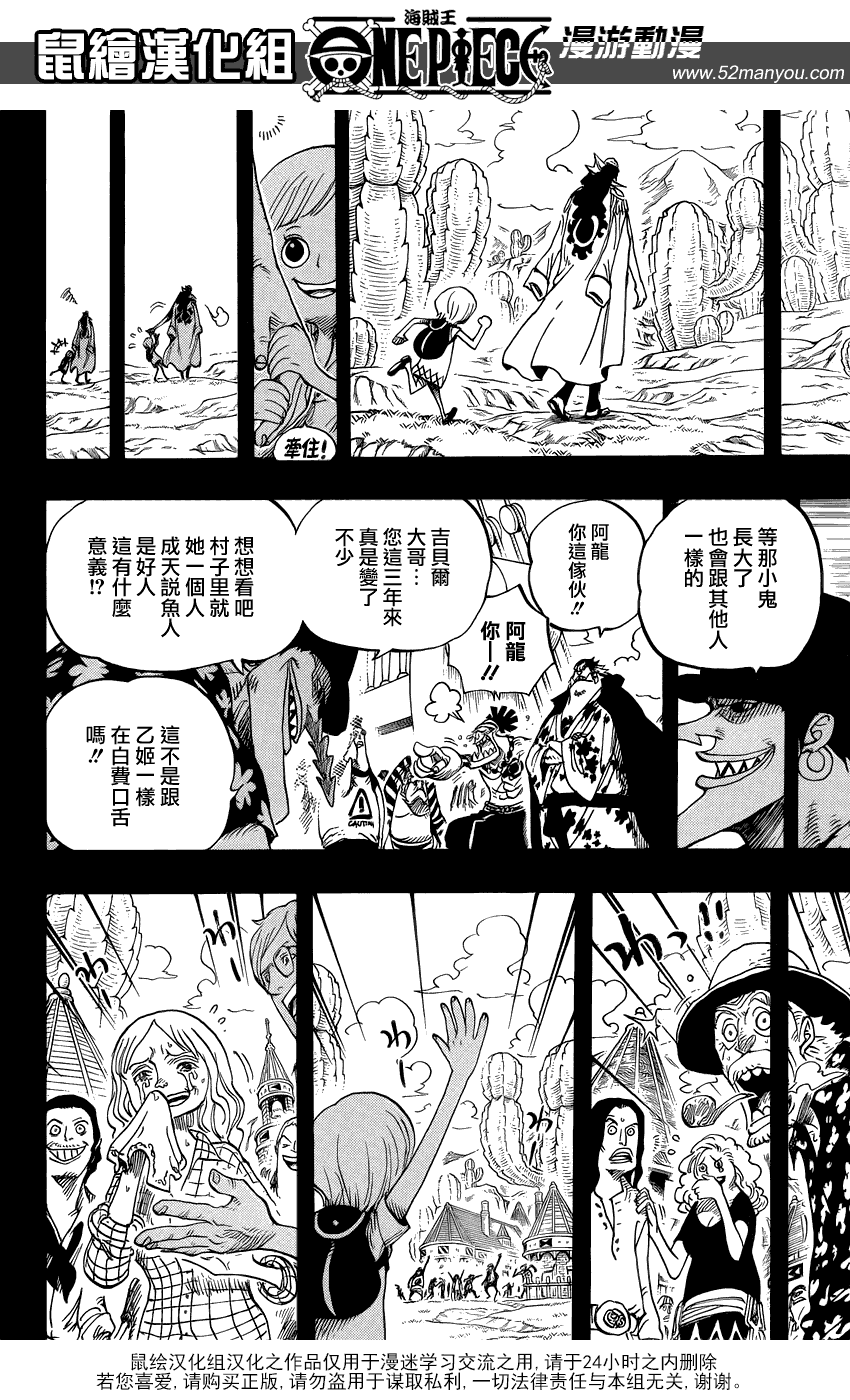 鼠繪漢化組
海賊王
ONE PIECE
漫游動漫
www.52manyou.com
牽住!
等那小鬼
長大了
也會跟其他人
一樣的
阿龍
你這傢伙!!
阿龍
你—!!
吉貝爾
大哥…
您這三年來
真是變了
不少
想想看吧
村子里就
她一個人
成天説魚人
是好人
這有什麼
意義!?
這不是跟
乙姬一樣
在白費口舌
嗎!!
CAUTION
わっ
わっ
わっ
わっ
!!
鼠绘汉化组汉化之作品仅用于漫迷学习交流之用,请于24小时之内删除
若您喜爱,请购买正版,请勿盗用于谋取私利,一切法律责任与本组无关,谢谢。